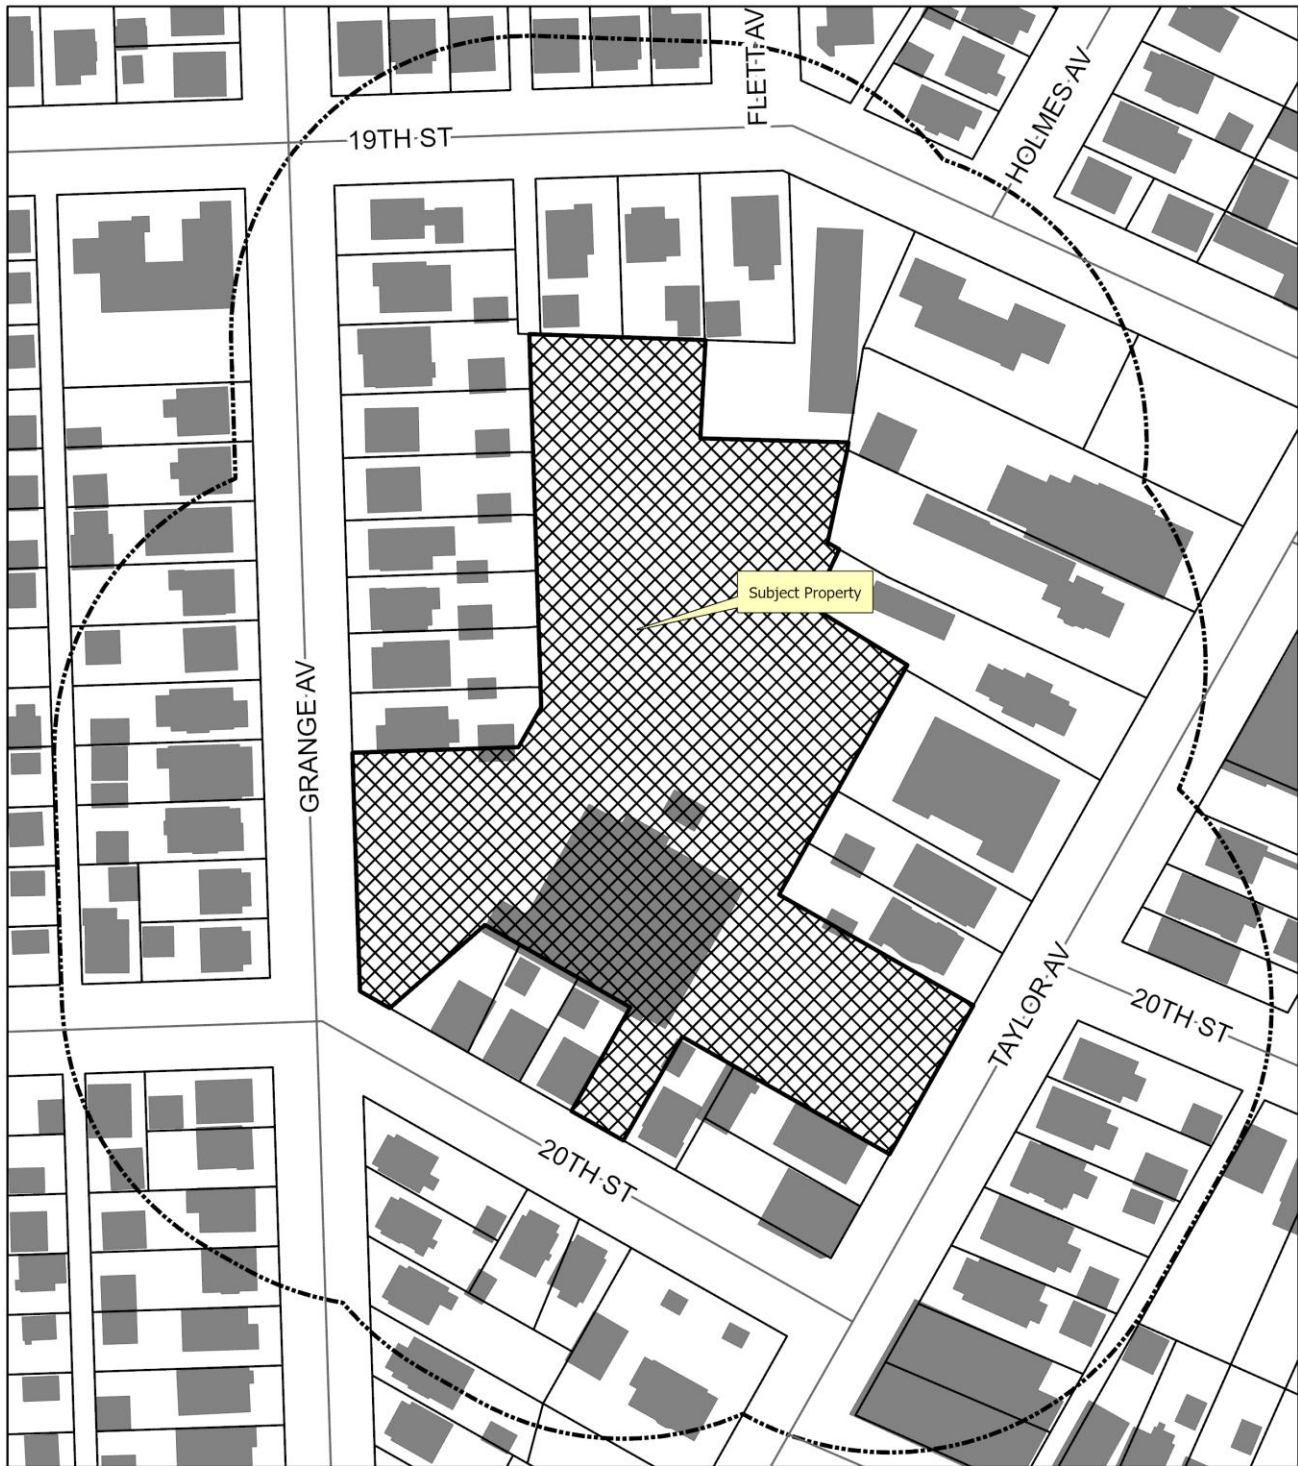 FLETT AV
HOLMES AV
19TH ST
Subject Property
GRANGE AV
TAYLOR AV
20TH ST
20TH ST